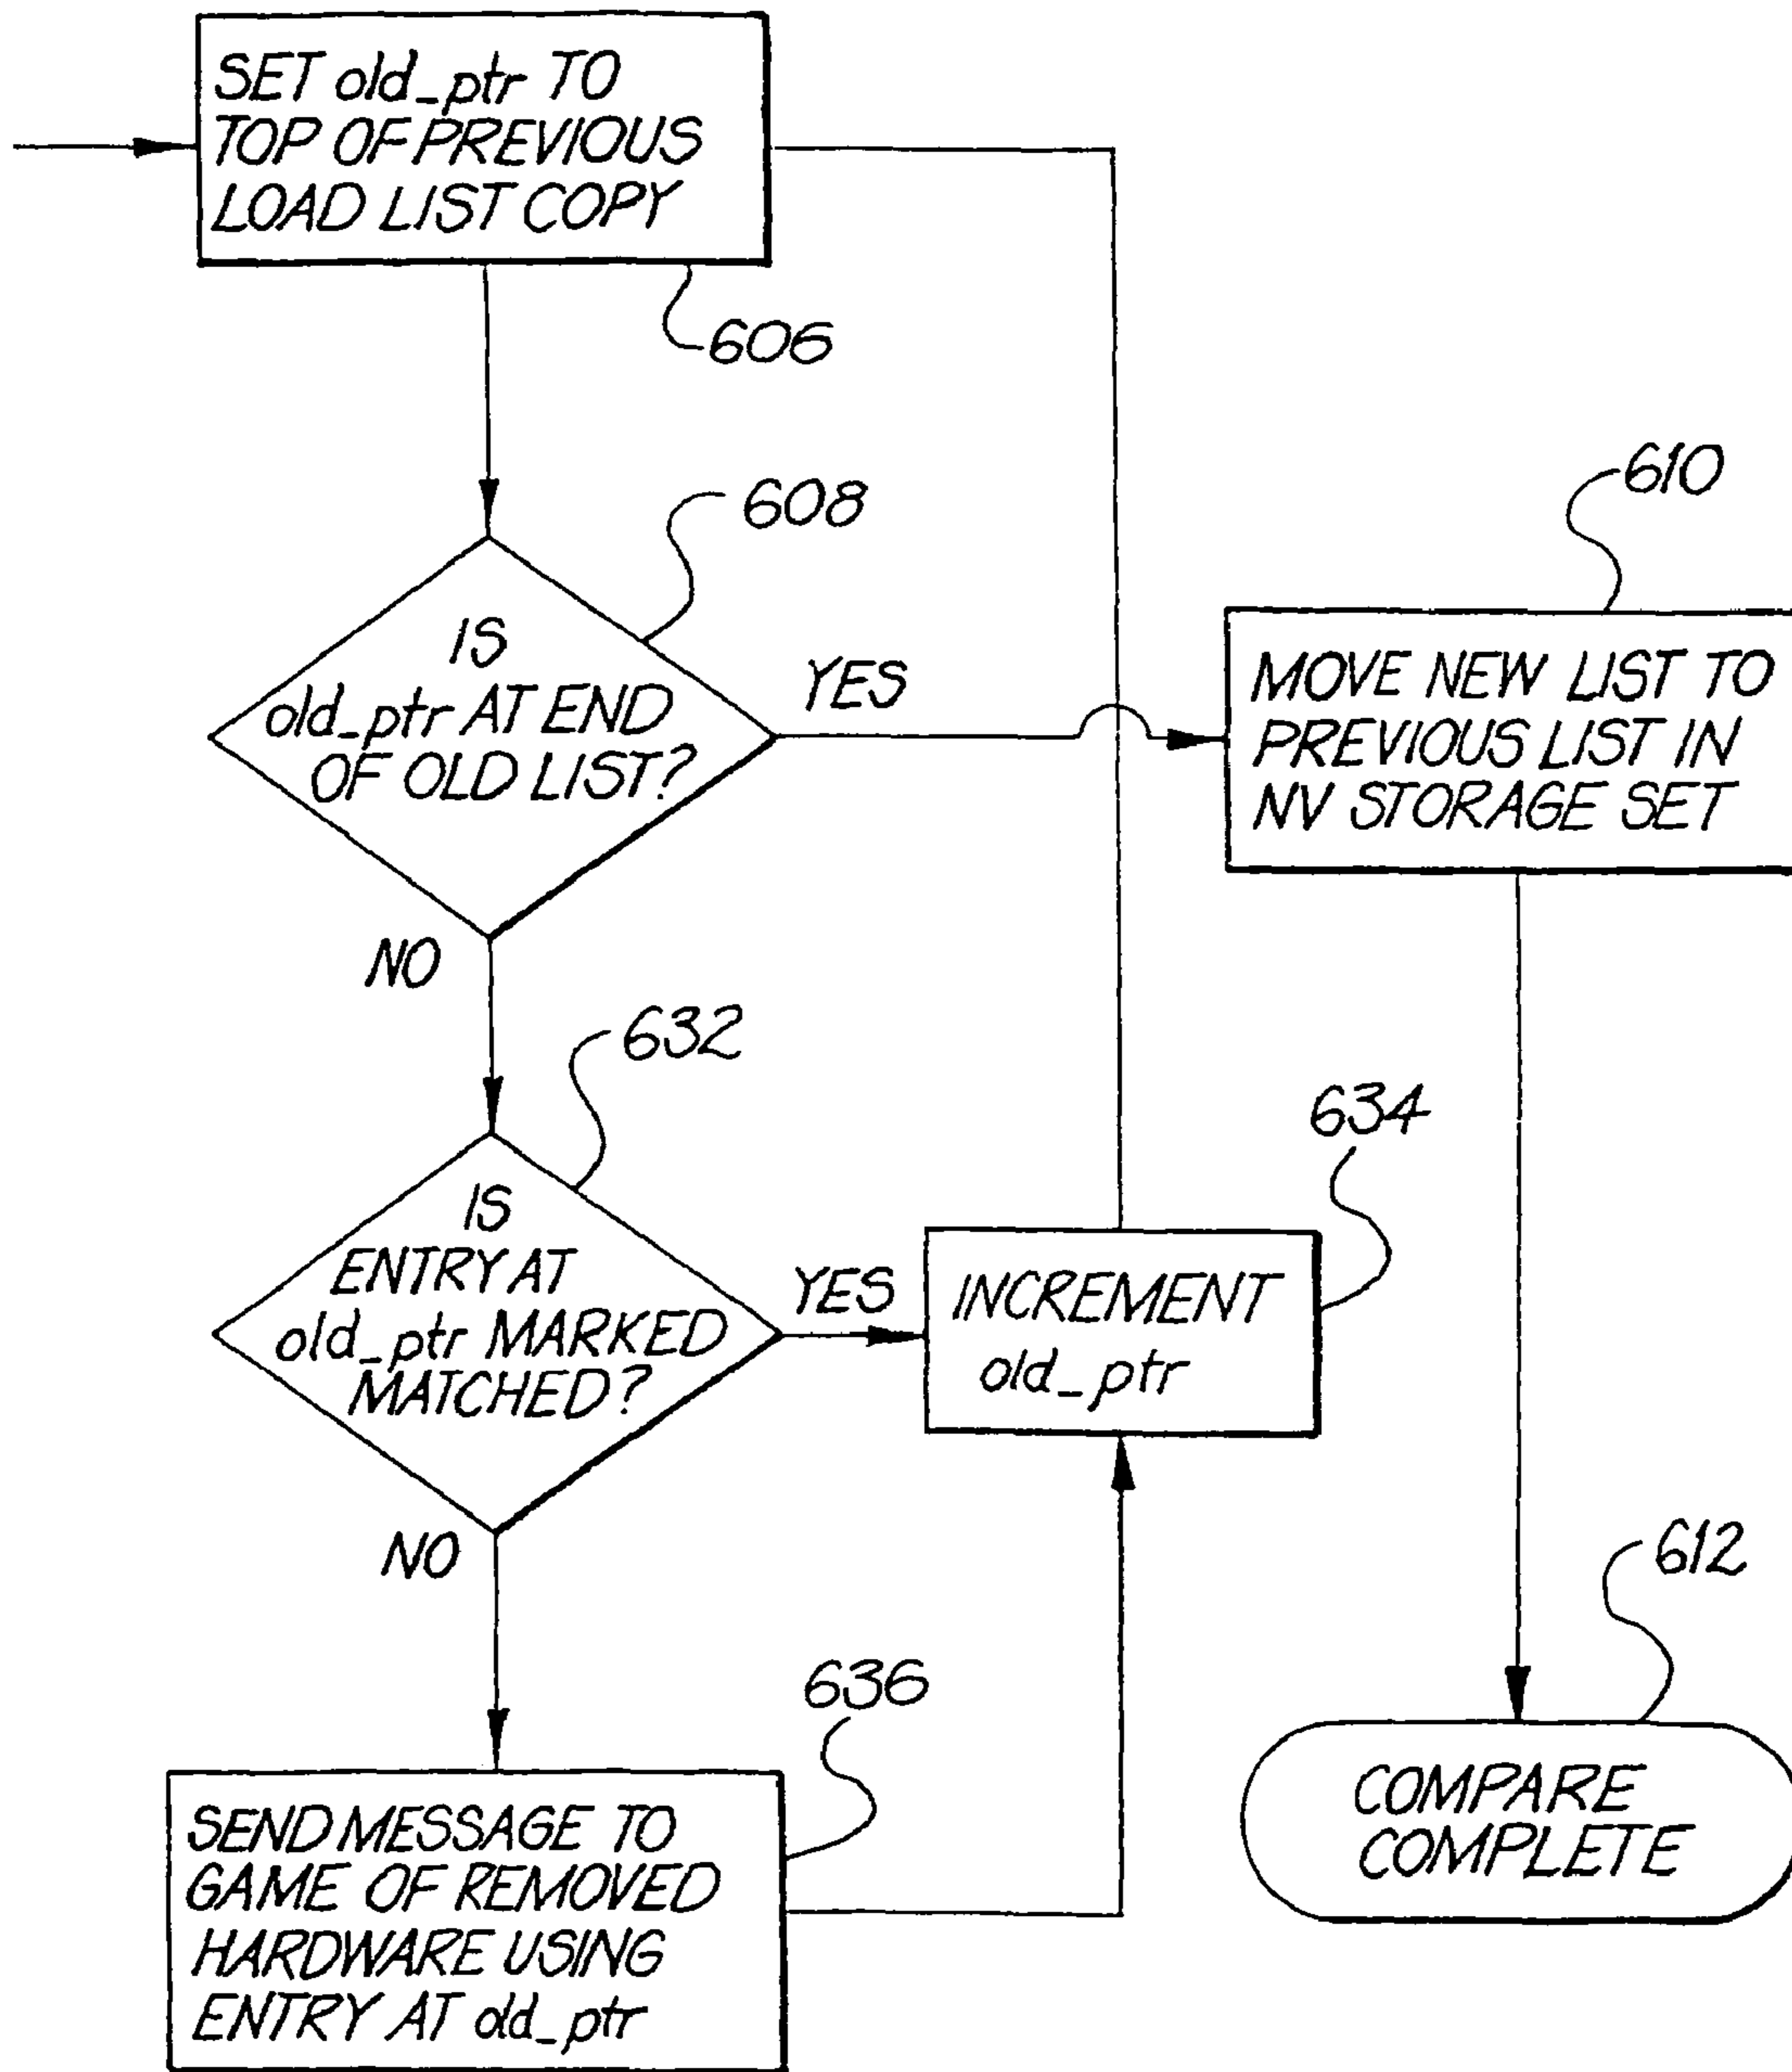 SET old_ptr TO
TOP OF PREVIOUS
LOAD LIST COPY
606
608
IS
old_ptr AT END
OF OLD LIST?
YES
NO
610
MOVE NEW LIST TO
PREVIOUS LIST IN
NV STORAGE SET
632
IS
ENTRY AT
old_ptr MARKED
MATCHED?
YES
NO
634
INCREMENT
old_ptr
636
SEND MESSAGE TO
GAME OF REMOVED
HARDWARE USING
ENTRY AT old_ptr
612
COMPARE
COMPLETE